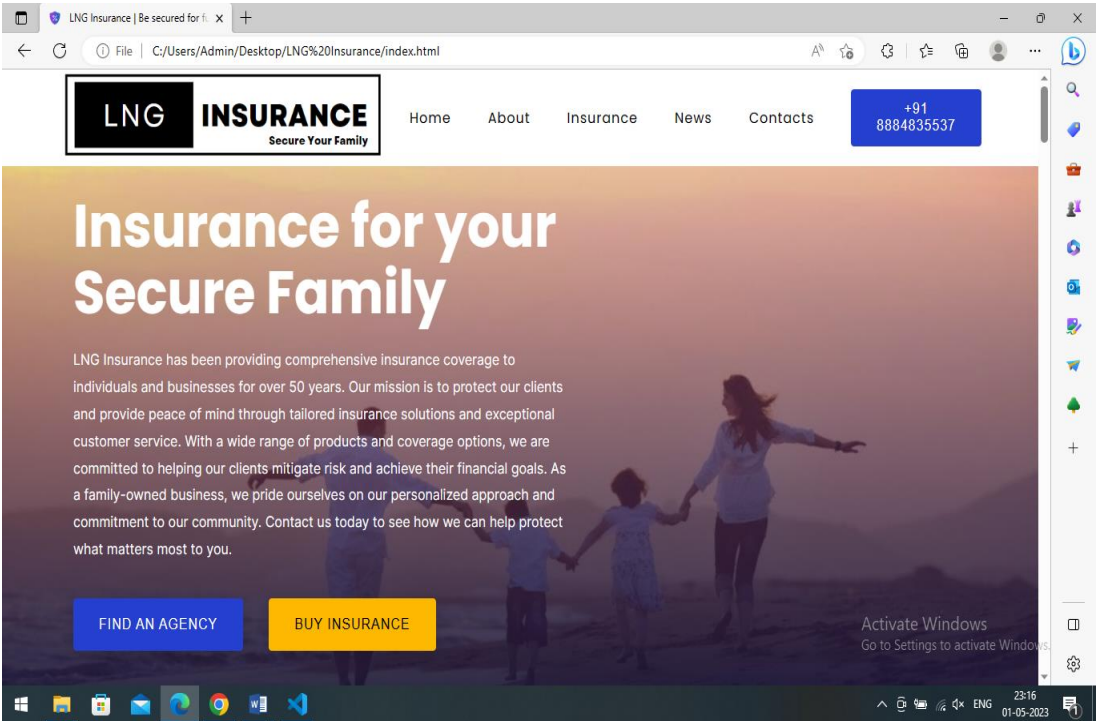 LNG Insurance | Be secured for fi
File | C:/Users/Admin/Desktop/LNG%20Insurance/index.html
LNG INSURANCE
Secure Your Family
Home About Insurance News Contacts
+91
8884835537
Insurance for your
Secure Family
LNG Insurance has been providing comprehensive insurance coverage to
individuals and businesses for over 50 years. Our mission is to protect our clients
and provide peace of mind through tailored insurance solutions and exceptional
customer service. With a wide range of products and coverage options, we are
committed to helping our clients mitigate risk and achieve their financial goals. As
a family-owned business, we pride ourselves on our personalized approach and
commitment to our community. Contact us today to see how we can help protect
what matters most to you.
FIND AN AGENCY BUY INSURANCE
Activate Windows
Go to Settings to activate Windows.
ENG
23:16
01-05-2023
1